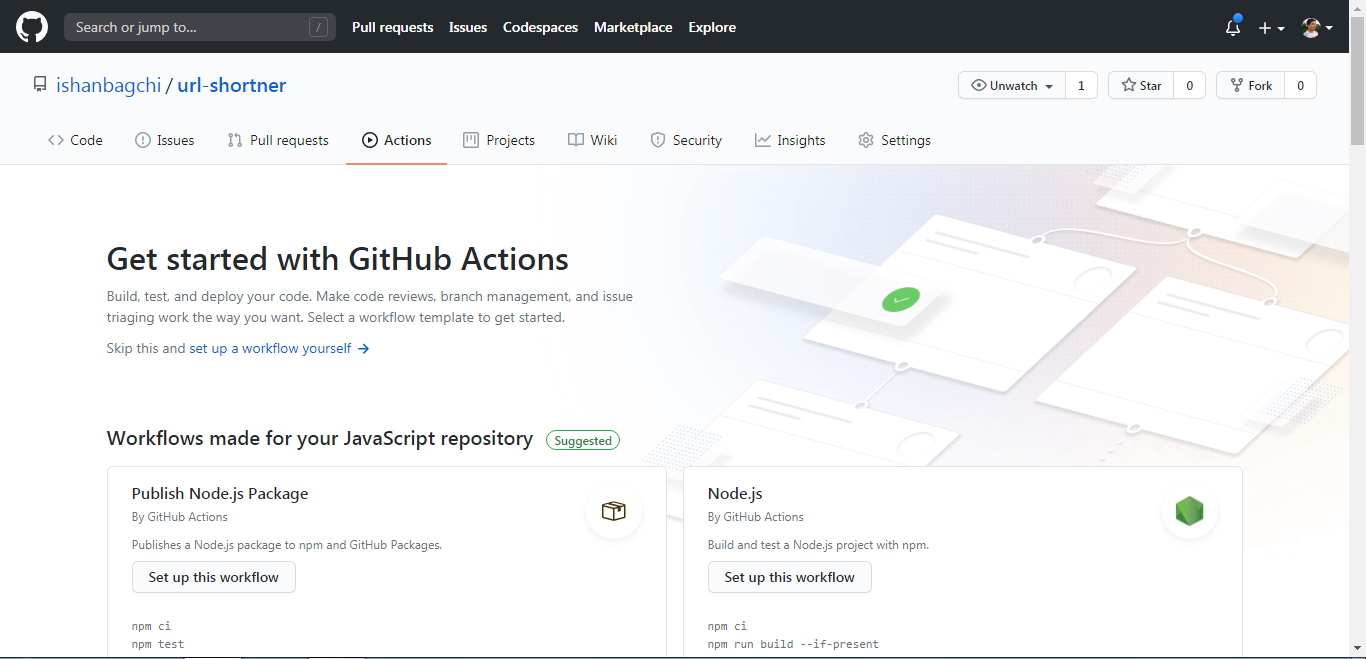 Search or jump to... /
Pull requests Issues Codespaces Marketplace Explore
ishanbagchi / url-shortner
Unwatch 1 Star 0 Fork 0
Code Issues Pull requests Actions Projects Wiki Security Insights Settings
Get started with GitHub Actions
Build, test, and deploy your code. Make code reviews, branch management, and issue
triaging work the way you want. Select a workflow template to get started.
Skip this and set up a workflow yourself →
Workflows made for your JavaScript repository Suggested
Publish Node.js Package
By GitHub Actions
Publishes a Node.js package to npm and GitHub Packages.
Set up this workflow
npm ci
npm test
Node.js
By GitHub Actions
Build and test a Node.js project with npm.
Set up this workflow
npm ci
npm run build --if-present